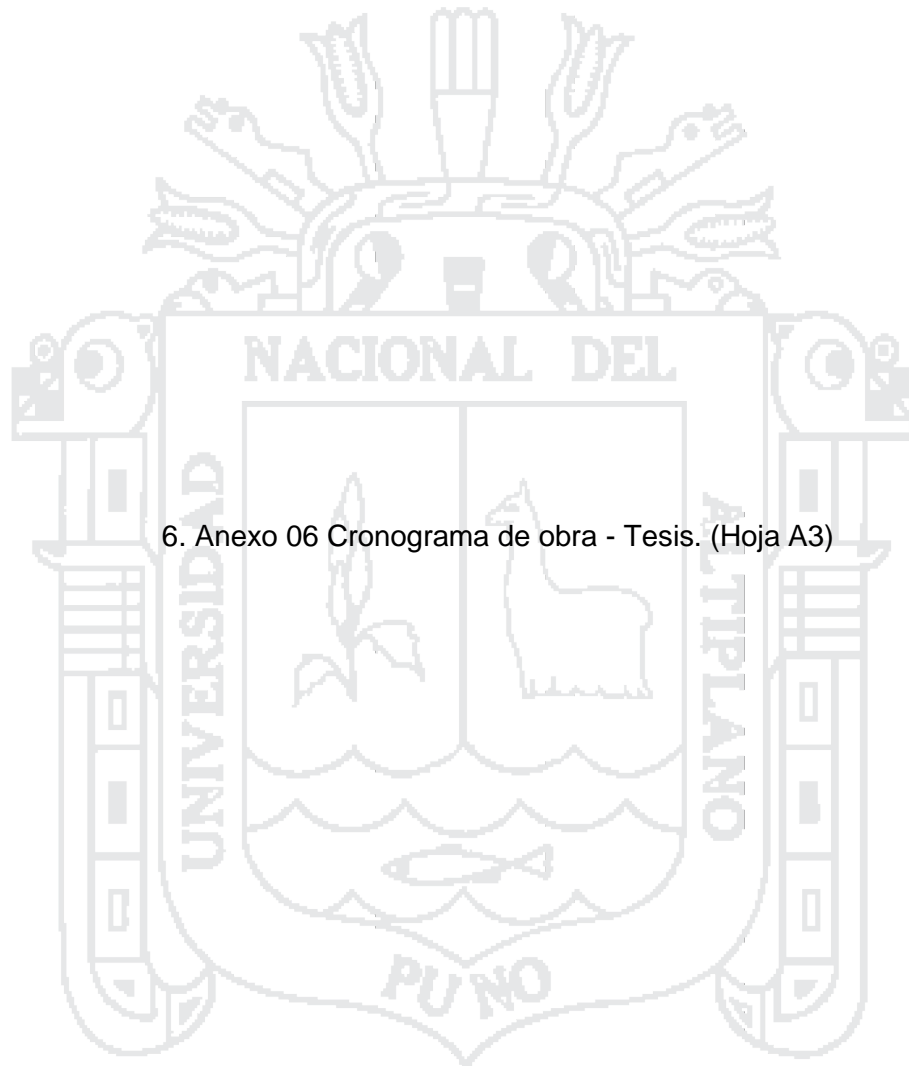 NACIONAL DEL
UNIVERSIDAD
ALTIPLANO
6. Anexo 06 Cronograma de obra - Tesis. (Hoja A3)
PUNO